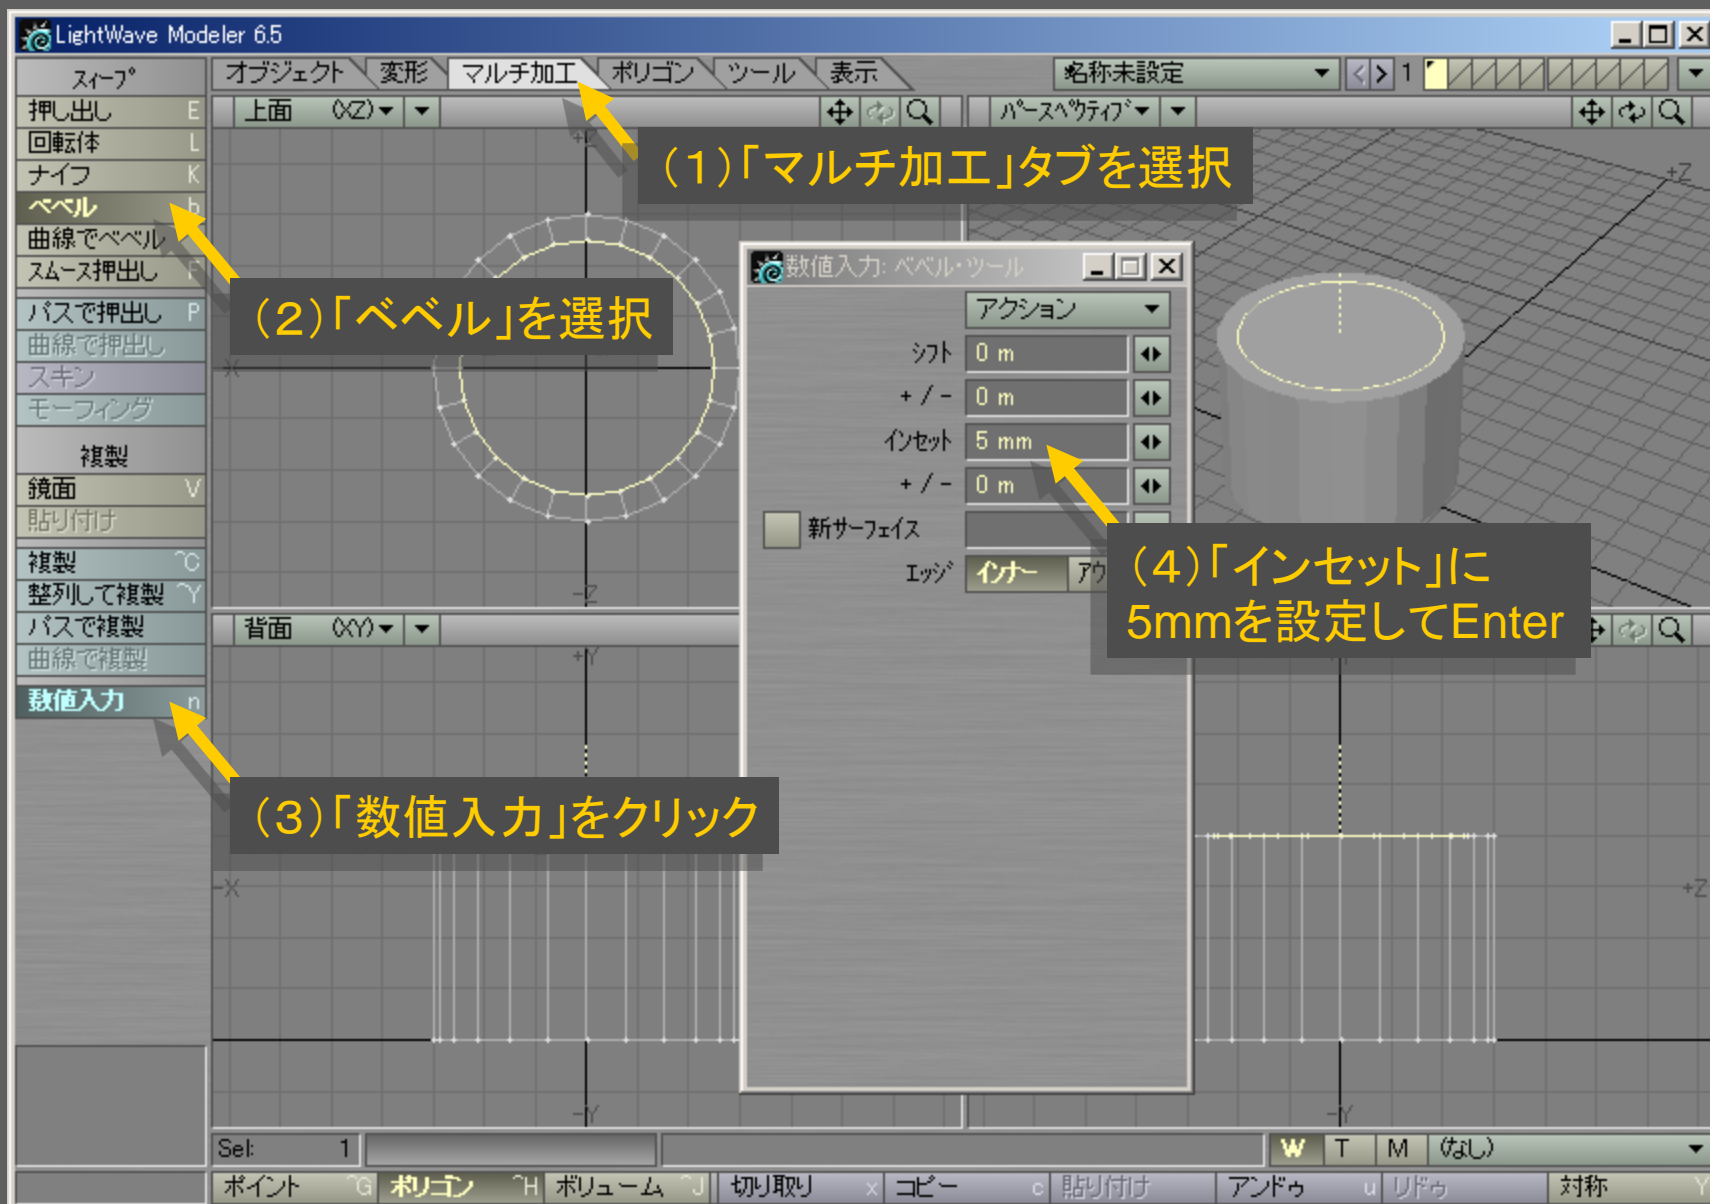 LightWave Modeler 6.5
スィープ
オブジェクト 変形 マルチ加工 ポリゴン ツール 表示
名称未設定 1
押し出し E
回転体 L
ナイフ K
ベベル b
曲線でベベル
スムース押出し F
パスで押出し P
曲線で押出し
スキン
モーフィング
複製
鏡面 V
貼り付け
複製 ^C
整列して複製 ^Y
パスで複製
曲線で複製
数値入力 n
上面 (XZ)
パースペクティブ
+Z
-X
-Z
+Z
(1)「マルチ加工」タブを選択
(2)「ベベル」を選択
(3)「数値入力」をクリック
数値入力: ベベル・ツール
アクション
シフト 0 m
+ / - 0 m
インセット 5 mm
+ / - 0 m
新サーフェイス
エッジ インナー アウ
(4)「インセット」に
5mmを設定してEnter
背面 (XY)
+Y
-X
-Y
+Z
-Y
Sel: 1
W T M (なし)
ポイント ^G ポリゴン ^H ボリューム ^J 切り取り x コピー c 貼り付け アンドゥ u リドゥ 対称 Y